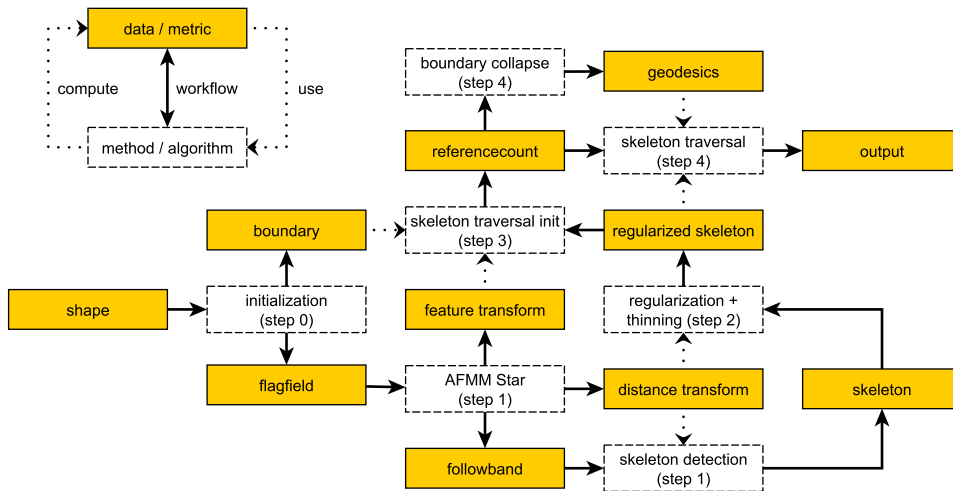 data / metric
compute
workflow
use
method / algorithm
boundary collapse
(step 4)
geodesics
referencecount
skeleton traversal
(step 4)
output
boundary
skeleton traversal init
(step 3)
regularized skeleton
shape
initialization
(step 0)
feature transform
regularization +
thinning (step 2)
flagfield
AFMM Star
(step 1)
distance transform
skeleton
followband
skeleton detection
(step 1)